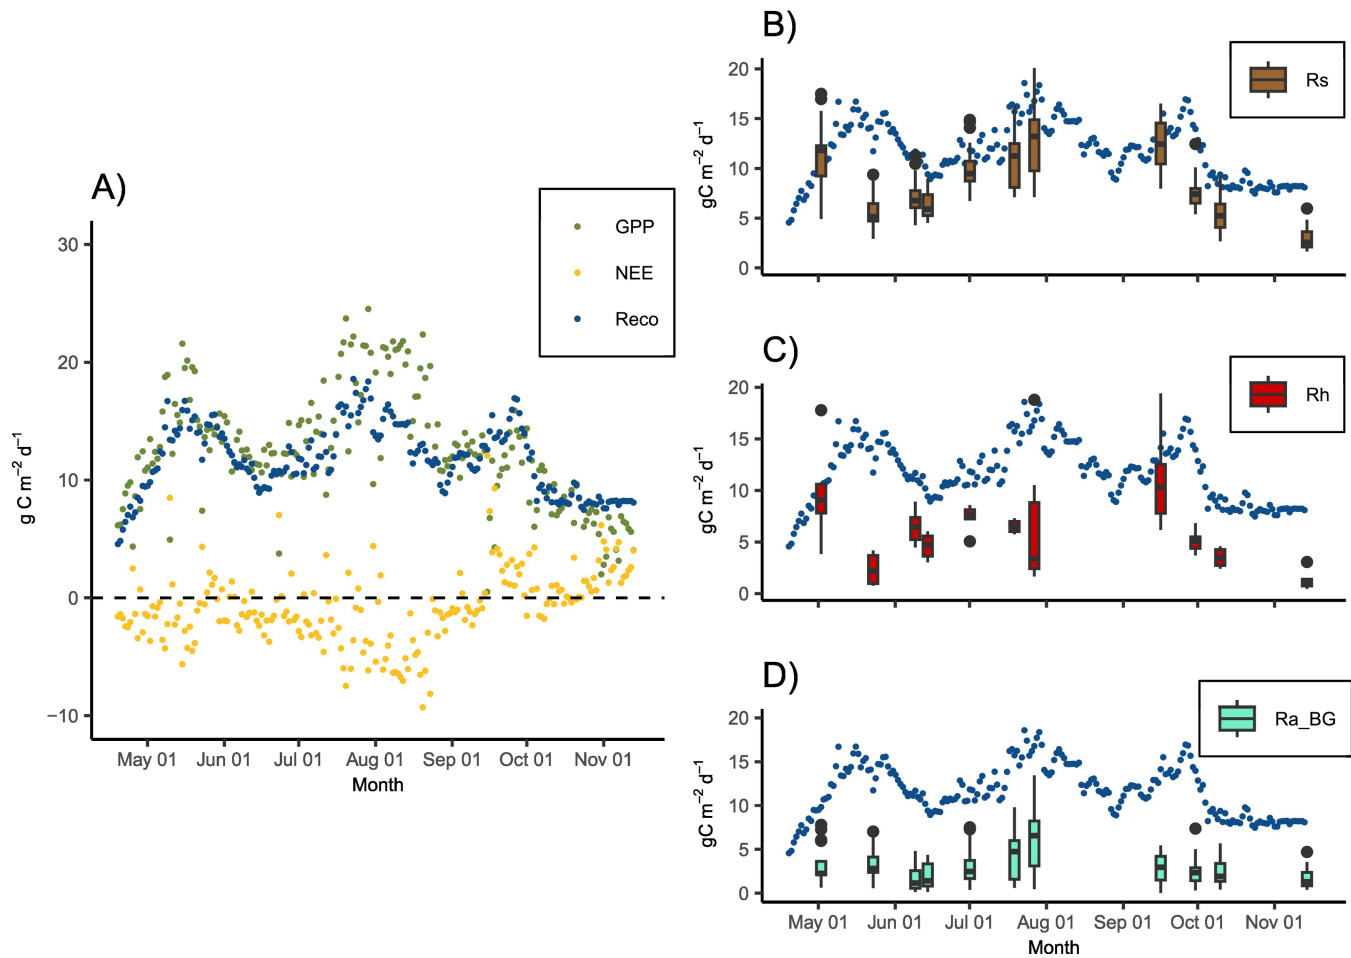 A)
GPP
NEE
Reco
30
20
10
0
−10
g C m−2 d−1
May 01 Jun 01 Jul 01 Aug 01 Sep 01 Oct 01 Nov 01
Month
B)
Rs
20
15
10
5
0
gC m−2 d−1
C)
Rh
20
15
10
5
0
gC m−2 d−1
D)
Ra_BG
20
15
10
5
0
gC m−2 d−1
May 01 Jun 01 Jul 01 Aug 01 Sep 01 Oct 01 Nov 01
Month